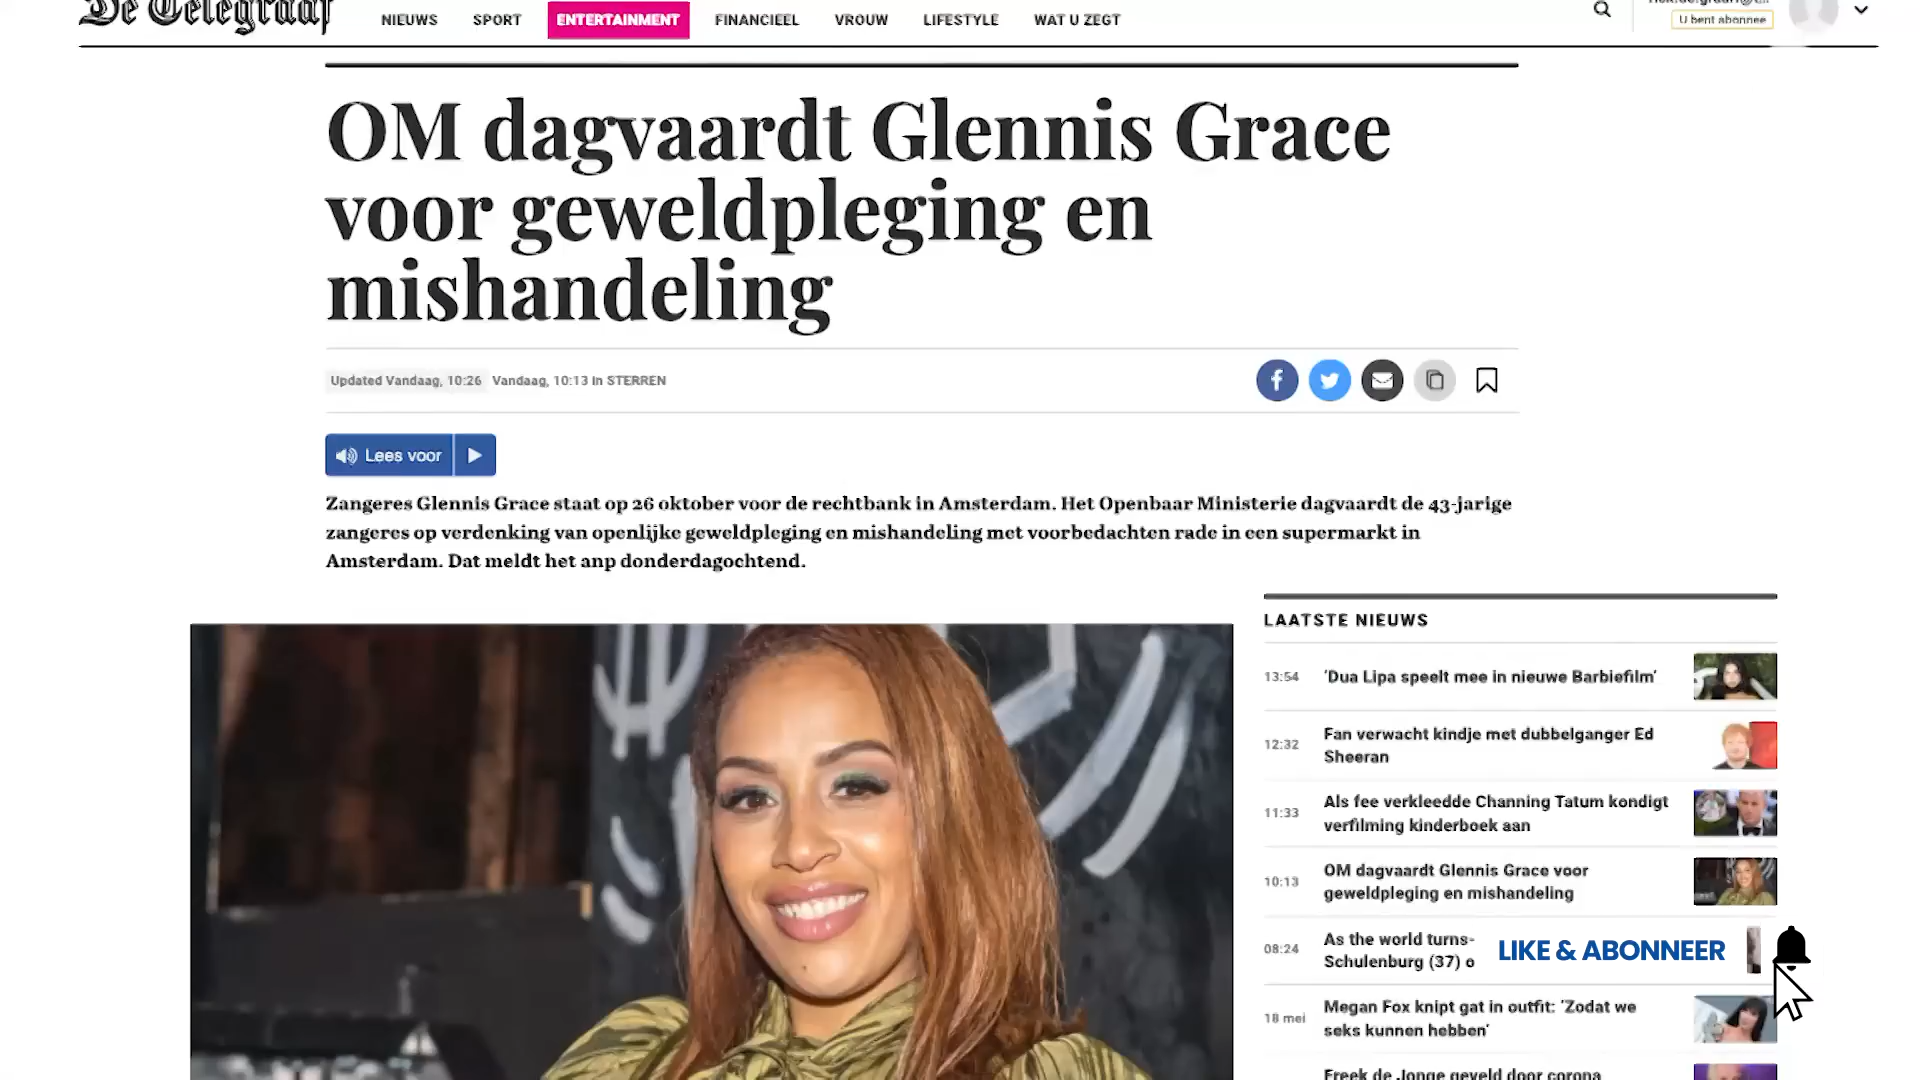 De Telegraaf
NIEUWS SPORT ENTERTAINMENT FINANCIEEL VROUW LIFESTYLE WAT U ZEGT
U bent abonnee
OM dagvaardt Glennis Grace
voor geweldpleging en
mishandeling
Updated Vandaag, 10:26 Vandaag, 10:13 in STERREN
Lees voor
Zangeres Glennis Grace staat op 26 oktober voor de rechtbank in Amsterdam. Het Openbaar Ministerie dagvaardt de 43-jarige
zangeres op verdenking van openlijke geweldpleging en mishandeling met voorbedachten rade in een supermarkt in
Amsterdam. Dat meldt het anp donderdagochtend.
LAATSTE NIEUWS
13:54 'Dua Lipa speelt mee in nieuwe Barbiefilm'
12:32 Fan verwacht kindje met dubbelganger Ed
Sheeran
11:33 Als fee verkleedde Channing Tatum kondigt
verfilming kinderboek aan
10:13 OM dagvaardt Glennis Grace voor
geweldpleging en mishandeling
08:24 As the world turns-
Schulenburg (37) o
LIKE & ABONNEER
18 mei Megan Fox knipt gat in outfit: 'Zodat we
seks kunnen hebben'
Freek de Jonge geveld door corona